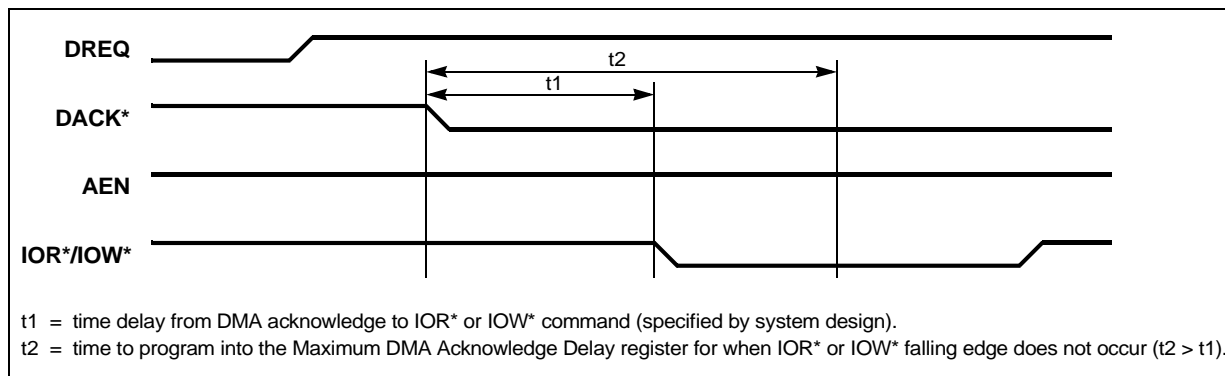 DREQ
t2
t1
DACK*
AEN
IOR*/IOW*
t1 = time delay from DMA acknowledge to IOR* or IOW* command (specified by system design).
t2 = time to program into the Maximum DMA Acknowledge Delay register for when IOR* or IOW* falling edge does not occur (t2 > t1).